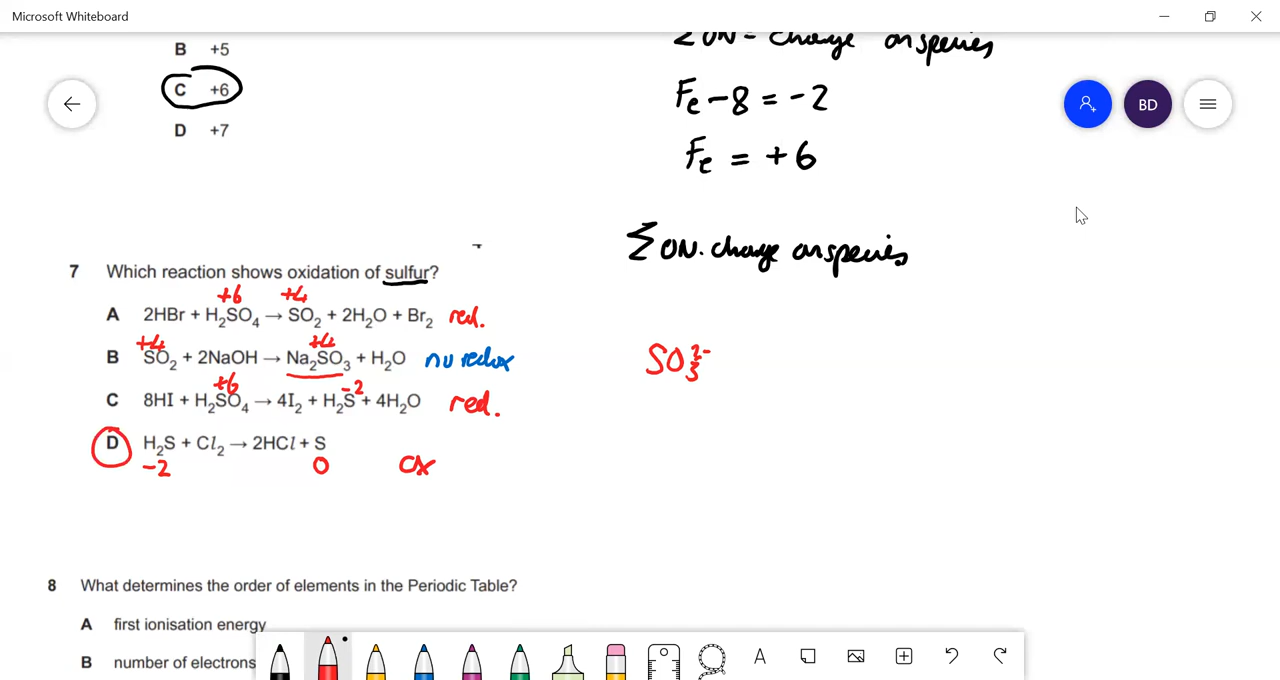 Microsoft Whiteboard
B +5
C +6
D +7
Σ ON = charge on species
Fe - 8 = -2
Fe = +6
BD
Σ ON. charge on species
7 Which reaction shows oxidation of sulfur?
+6 +4
A 2HBr + H₂SO₄ → SO₂ + 2H₂O + Br₂ red.
+4 +4
B SO₂ + 2NaOH → Na₂SO₃ + H₂O no redox
SO₃²⁻
+6 -2
C 8HI + H₂SO₄ → 4I₂ + H₂S + 4H₂O red.
D H₂S + Cl₂ → 2HCl + S
-2 0 ox
8 What determines the order of elements in the Periodic Table?
A first ionisation energy
B number of electrons
A